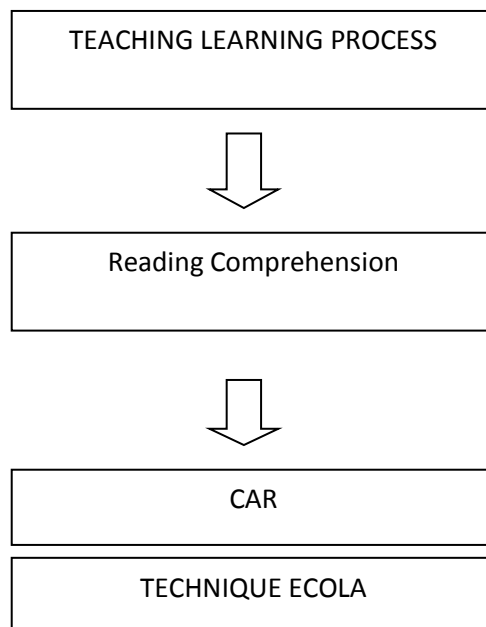 TEACHING LEARNING PROCESS
Reading Comprehension
CAR
TECHNIQUE ECOLA